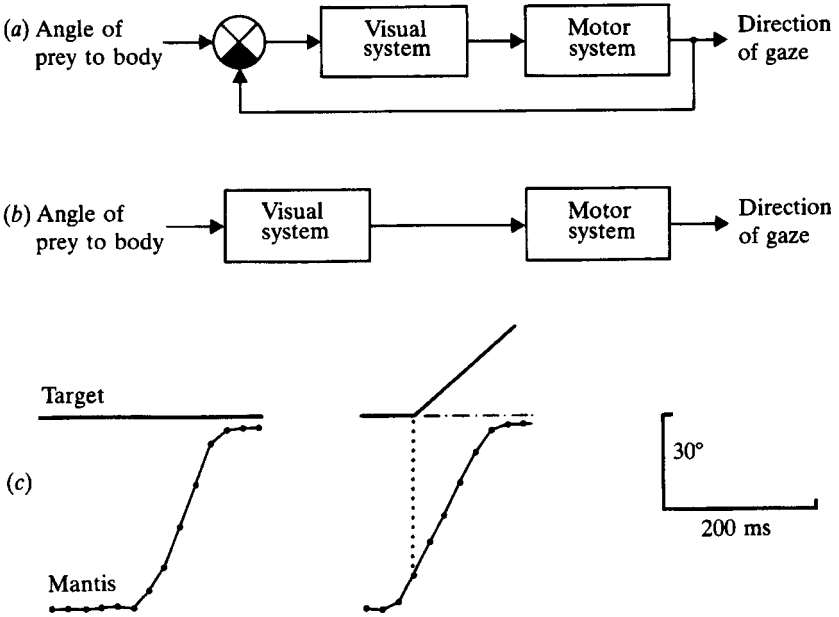 (a) Angle of
prey to body
Visual
system
Motor
system
Direction
of gaze
(b) Angle of
prey to body
Visual
system
Motor
system
Direction
of gaze
Target
(c)
Mantis
30°
200 ms